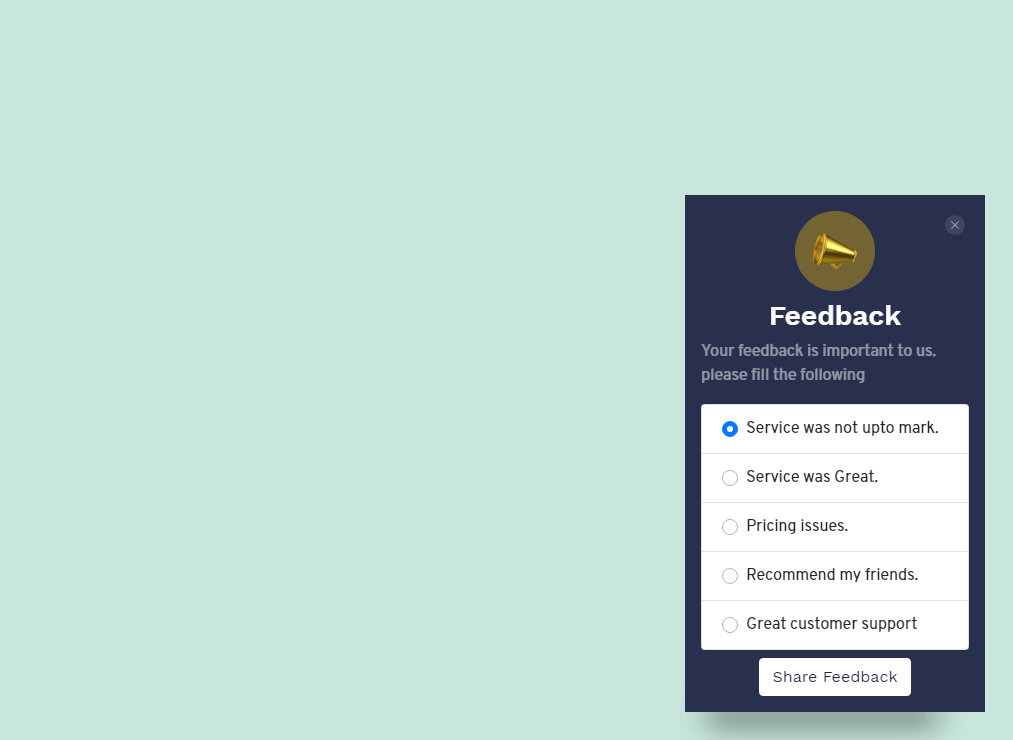 Feedback
Your feedback is important to us.
please fill the following
Service was not upto mark.
Service was Great.
Pricing issues.
Recommend my friends.
Great customer support
Share Feedback